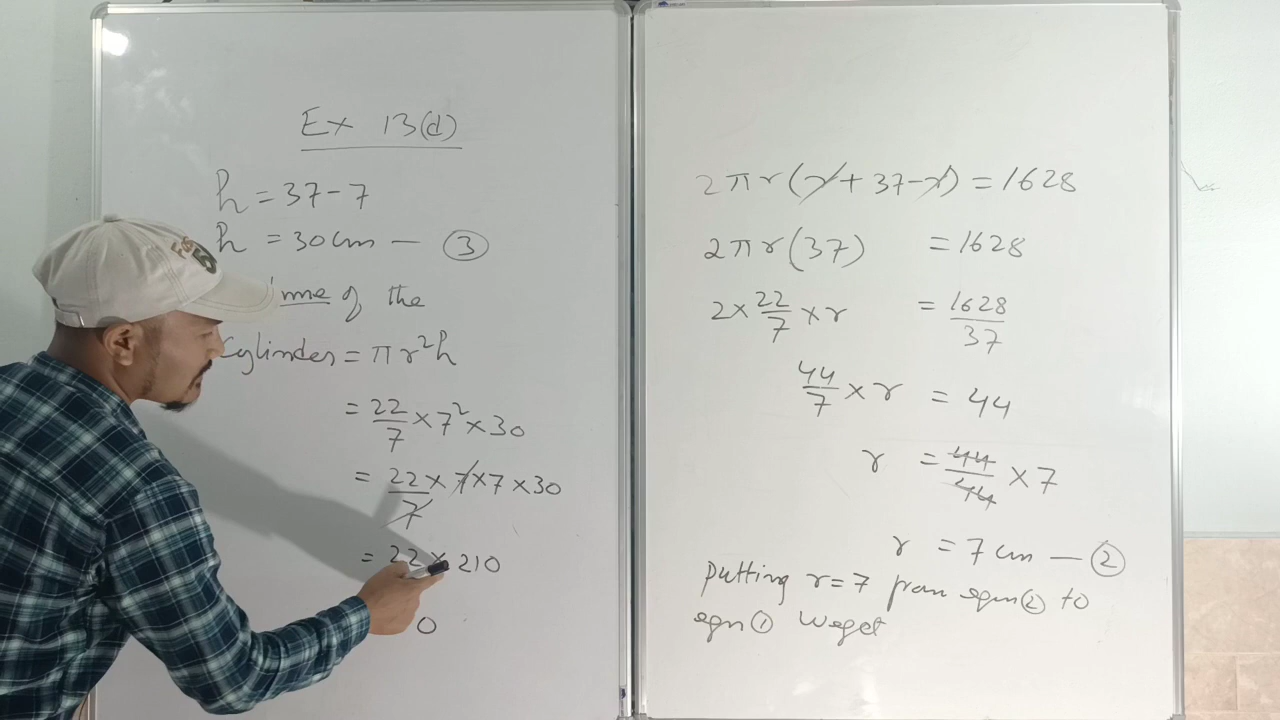 Ex 13(d)
h = 37 - 7
h = 30 cm — ③
ume of the
Cylinder = πr²h
= 22/7 × 7² × 30
= 22 × 7 × 7 × 30 / 7
= 22 × 210
0
2πr(r + 37 - r) = 1628
2πr(37) = 1628
2 × 22/7 × r = 1628/37
44/7 × r = 44
r = 44/44 × 7
r = 7 cm — ②
putting r = 7 from eqn ② to
eqn ① we get